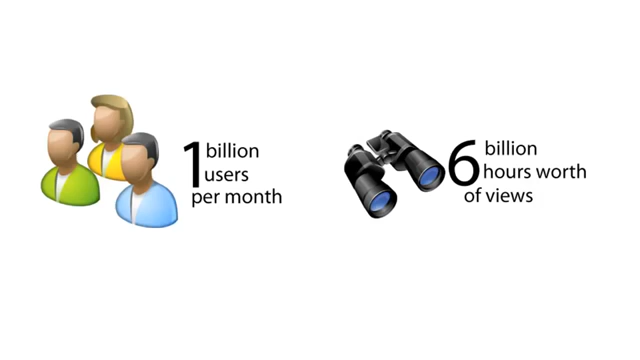 1 billion
users
per month
6 billion
hours worth
of views